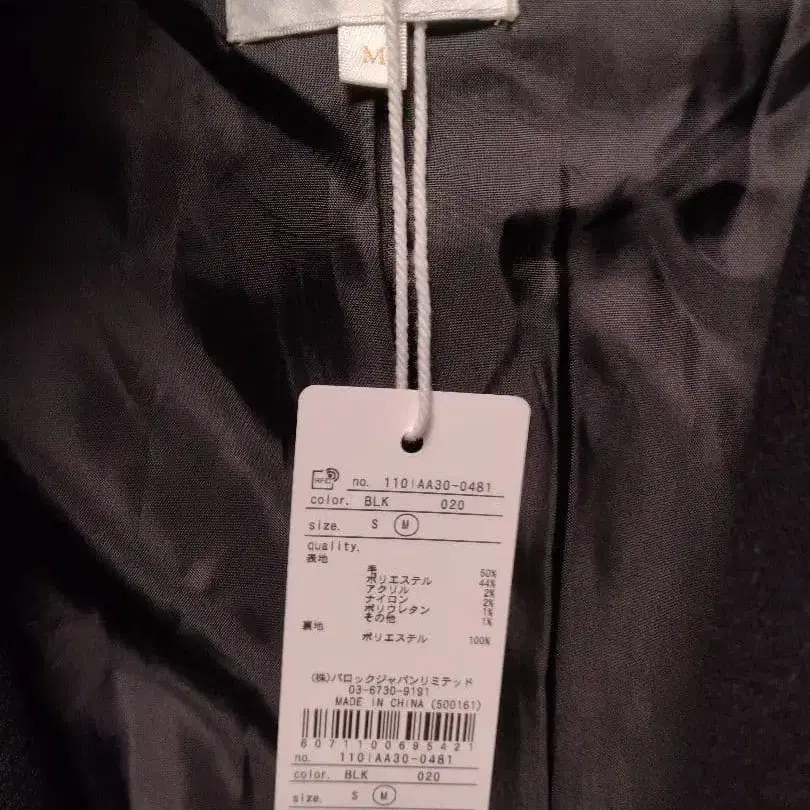 M
RFID
no. 110IAA30-0481
color. BLK 020
size. S M
quality.
表地
毛 50%
ポリエステル 44%
アクリル 2%
ナイロン 2%
ポリウレタン 1%
その他 1%
裏地
ポリエステル 100%
(株)バロックジャパンリミテッド
03-6730-9191
MADE IN CHINA (500161)
6071100695421
no. 110IAA30-0481
color. BLK 020
size. S M